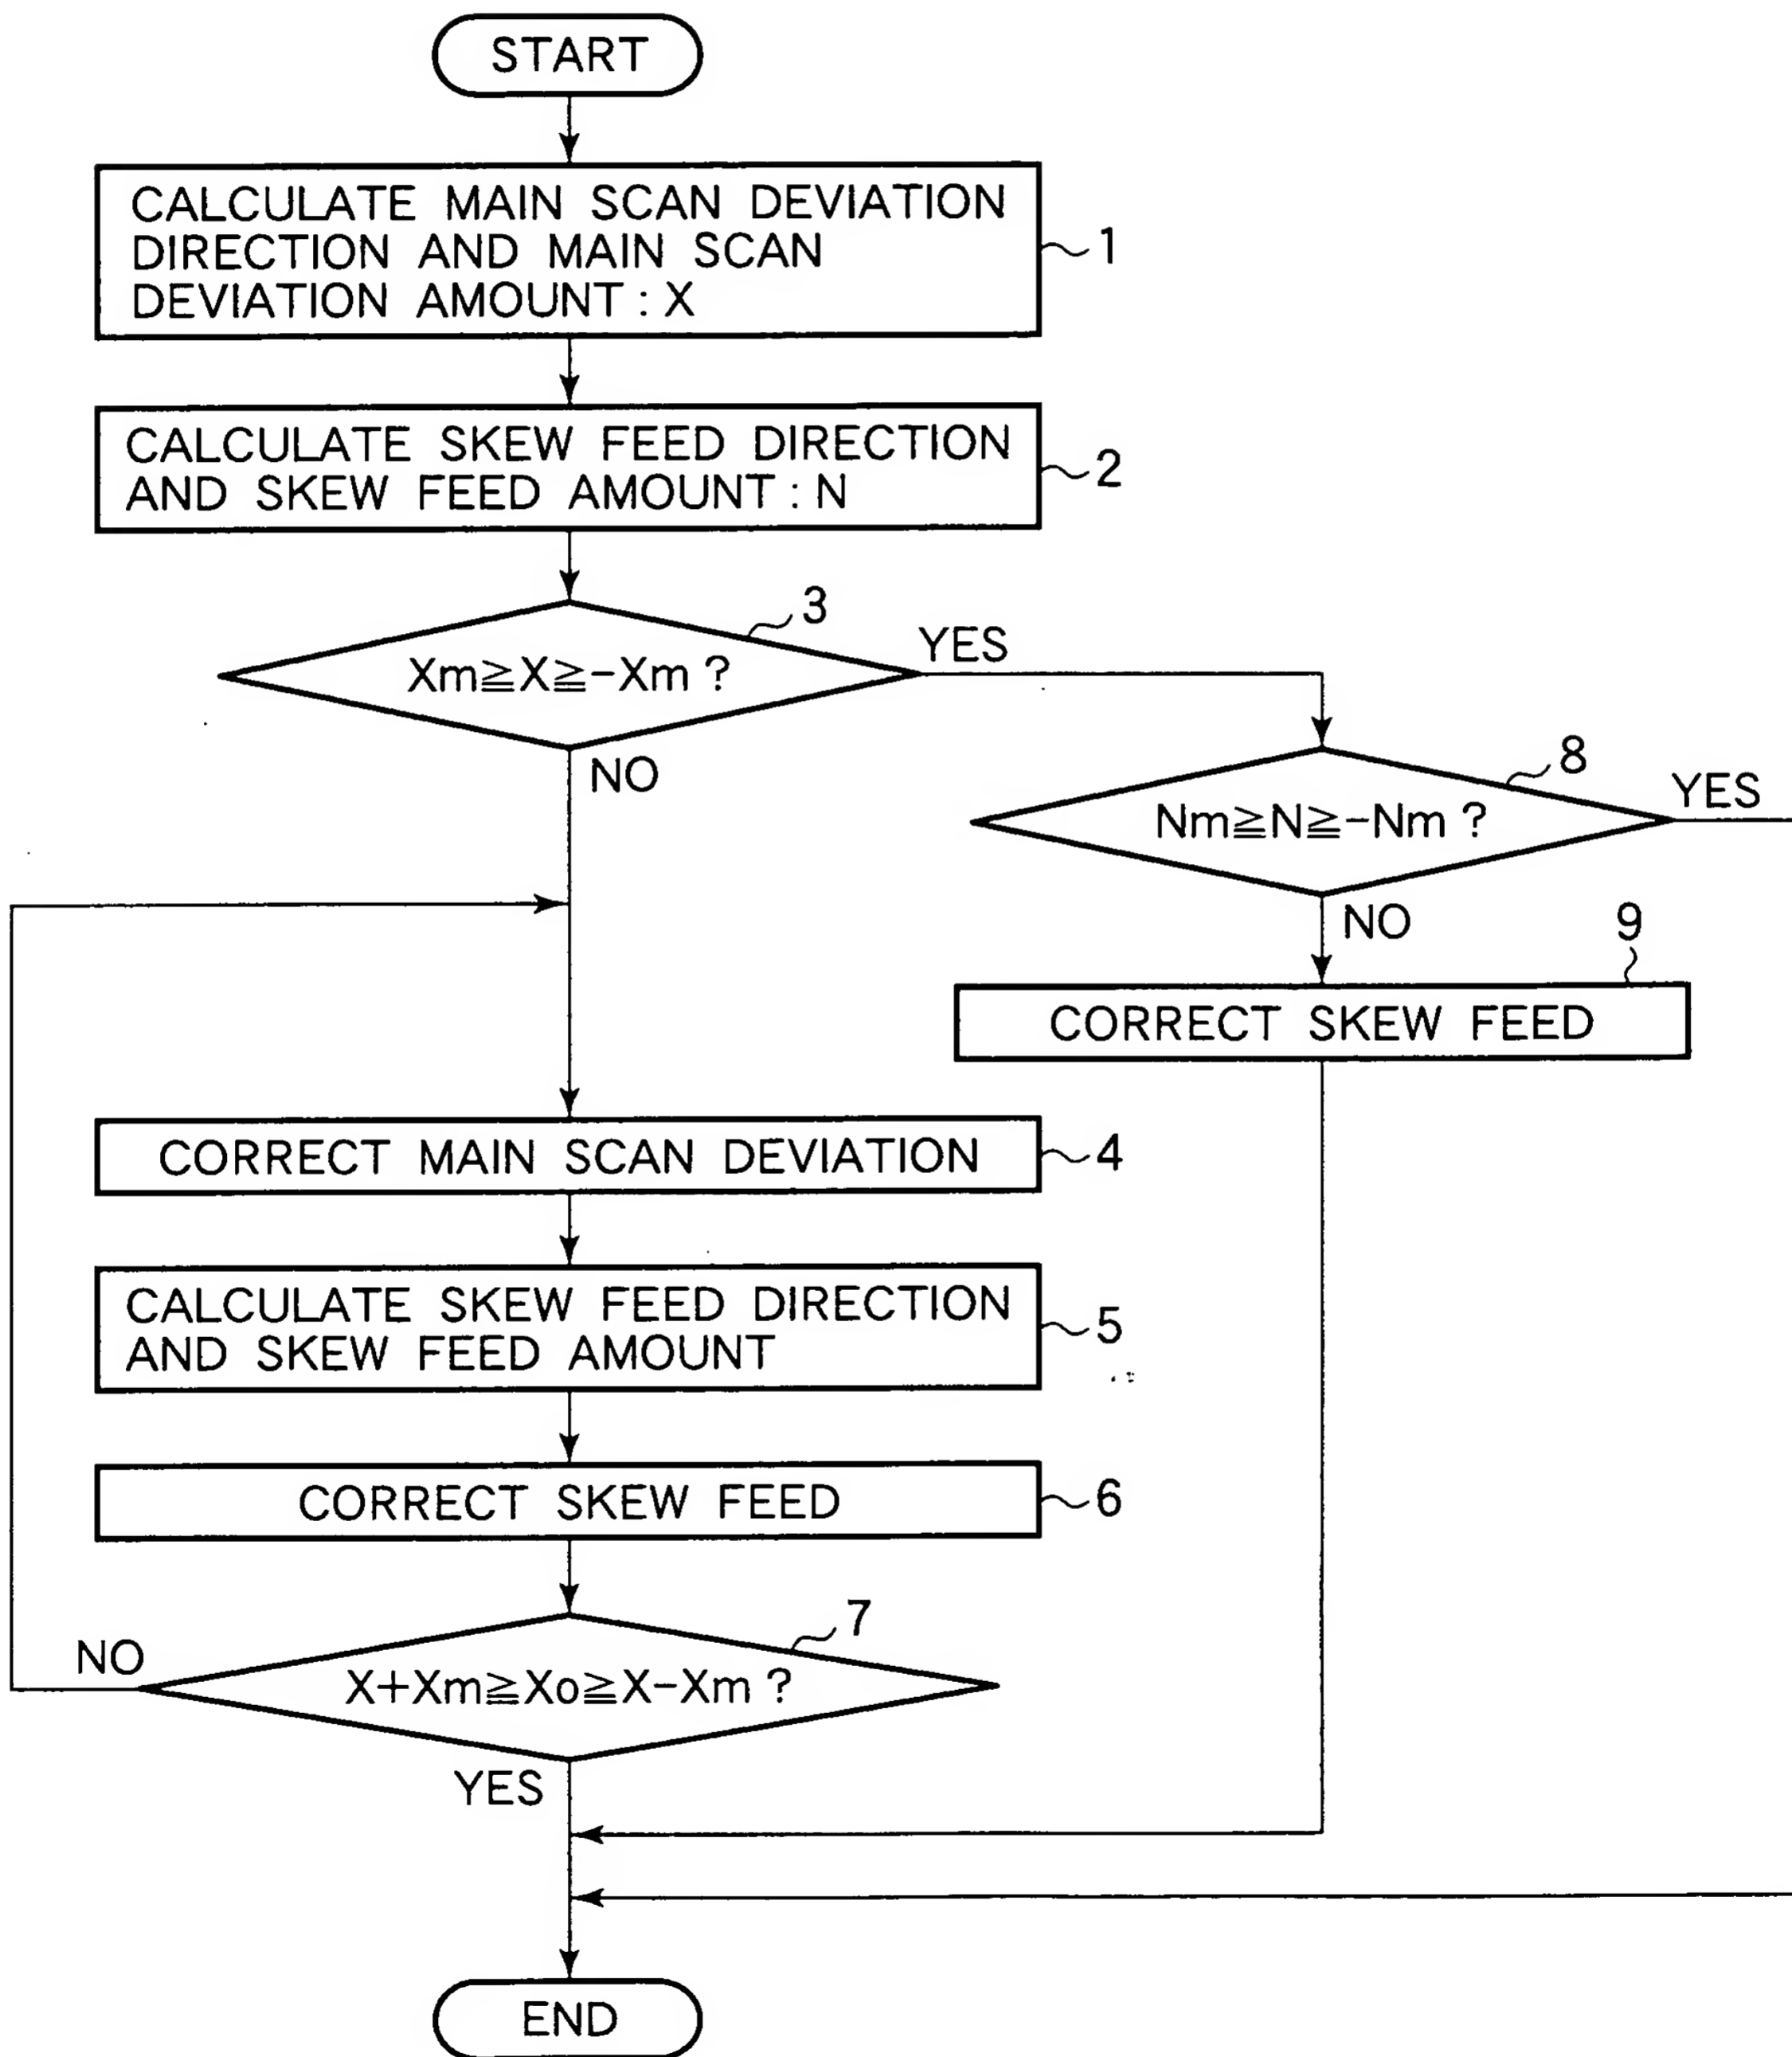 START
CALCULATE MAIN SCAN DEVIATION
DIRECTION AND MAIN SCAN
DEVIATION AMOUNT : X
1
CALCULATE SKEW FEED DIRECTION
AND SKEW FEED AMOUNT : N
2
3
Xm≧X≧-Xm ?
YES
NO
8
Nm≧N≧-Nm ?
YES
NO
9
CORRECT SKEW FEED
CORRECT MAIN SCAN DEVIATION
4
CALCULATE SKEW FEED DIRECTION
AND SKEW FEED AMOUNT
5
CORRECT SKEW FEED
6
7
NO
X+Xm≧Xo≧X-Xm ?
YES
END